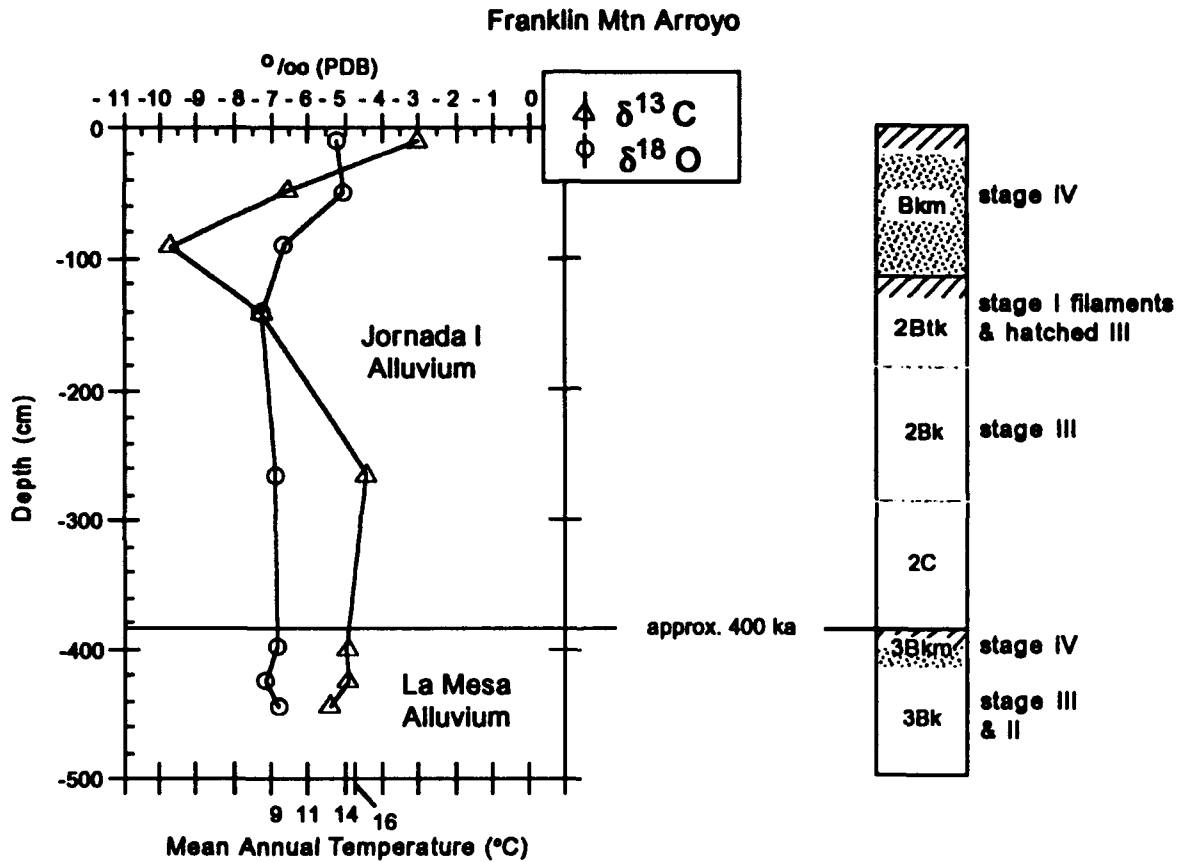 Franklin Mtn Arroyo
o/oo (PDB)
-11 -10 -9 -8 -7 -6 -5 -4 -3 -2 -1 0
δ13 C
δ18 O
0
-100
-200
-300
-400
-500
Depth (cm)
Jornada I
Alluvium
approx. 400 ka
La Mesa
Alluvium
9 11 14 16
Mean Annual Temperature (°C)
Bkm
stage IV
2Btk
stage I filaments
& hatched III
2Bk
stage III
2C
3Bkm
stage IV
3Bk
stage III
& II